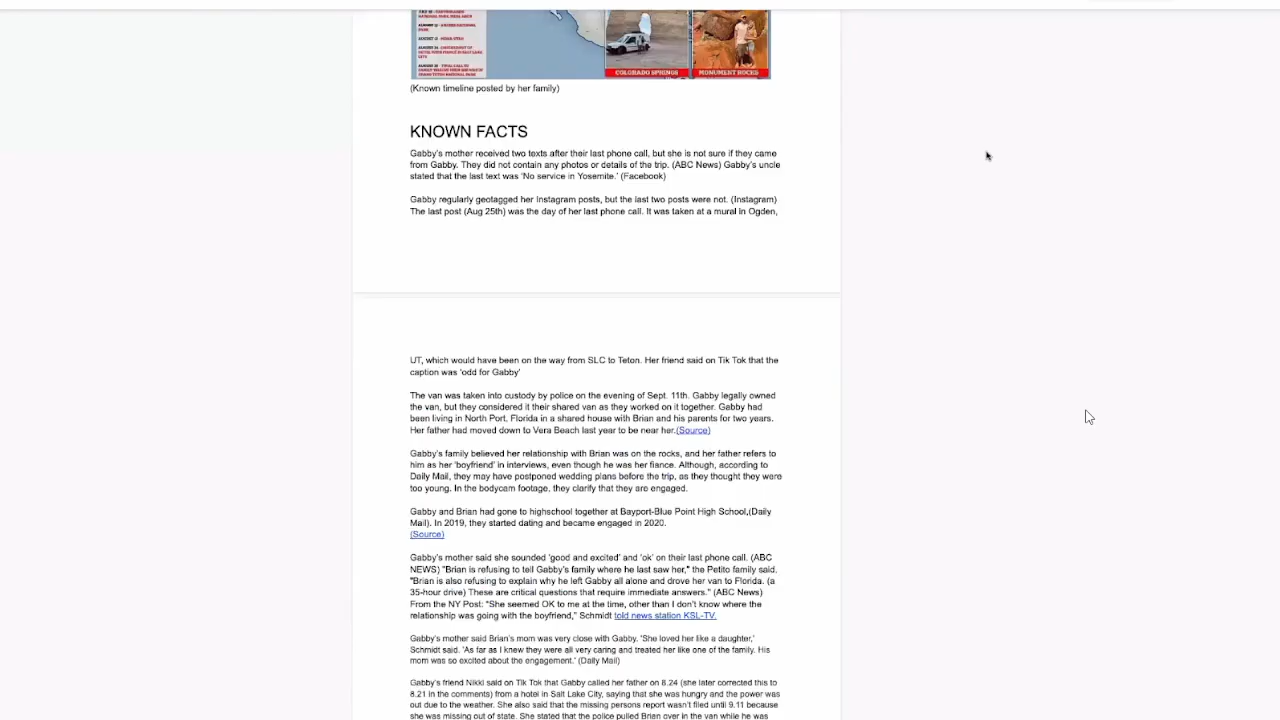 COLORADO SPRINGS
MONUMENT ROCKS
(Known timeline posted by her family)
KNOWN FACTS
Gabby's mother received two texts after their last phone call, but she is not sure if they came
from Gabby. They did not contain any photos or details of the trip. (ABC News) Gabby's uncle
stated that the last text was 'No service in Yosemite.' (Facebook)
Gabby regularly geotagged her Instagram posts, but the last two posts were not. (Instagram)
The last post (Aug 25th) was the day of her last phone call. It was taken at a mural in Ogden,
UT, which would have been on the way from SLC to Teton. Her friend said on Tik Tok that the
caption was 'odd for Gabby'
The van was taken into custody by police on the evening of Sept. 11th. Gabby legally owned
the van, but they considered it their shared van as they worked on it together. Gabby had
been living in North Port, Florida in a shared house with Brian and his parents for two years.
Her father had moved down to Vera Beach last year to be near her.(Source)
Gabby's family believed her relationship with Brian was on the rocks, and her father refers to
him as her 'boyfriend' in interviews, even though he was her fiance. Although, according to
Daily Mail, they may have postponed wedding plans before the trip, as they thought they were
too young. In the bodycam footage, they clarify that they are engaged.
Gabby and Brian had gone to highschool together at Bayport-Blue Point High School,(Daily
Mail). In 2019, they started dating and became engaged in 2020.
(Source)
Gabby's mother said she sounded 'good and excited' and 'ok' on their last phone call. (ABC
NEWS) "Brian is refusing to tell Gabby's family where he last saw her," the Petito family said.
"Brian is also refusing to explain why he left Gabby all alone and drove her van to Florida. (a
35-hour drive) These are critical questions that require immediate answers." (ABC News)
From the NY Post: "She seemed OK to me at the time, other than I don't know where the
relationship was going with the boyfriend," Schmidt told news station KSL-TV.
Gabby's mother said Brian's mom was very close with Gabby. 'She loved her like a daughter,'
Schmidt said. 'As far as I knew they were all very caring and treated her like one of the family. His
mom was so excited about the engagement.' (Daily Mail)
Gabby's friend Nikki said on Tik Tok that Gabby called her father on 8.24 (she later corrected this to
8.21 in the comments) from a hotel in Salt Lake City, saying that she was hungry and the power was
out due to the weather. She also said that the missing persons report wasn't filed until 9.11 because
she was missing out of state. She stated that the police pulled Brian over in the van while he was